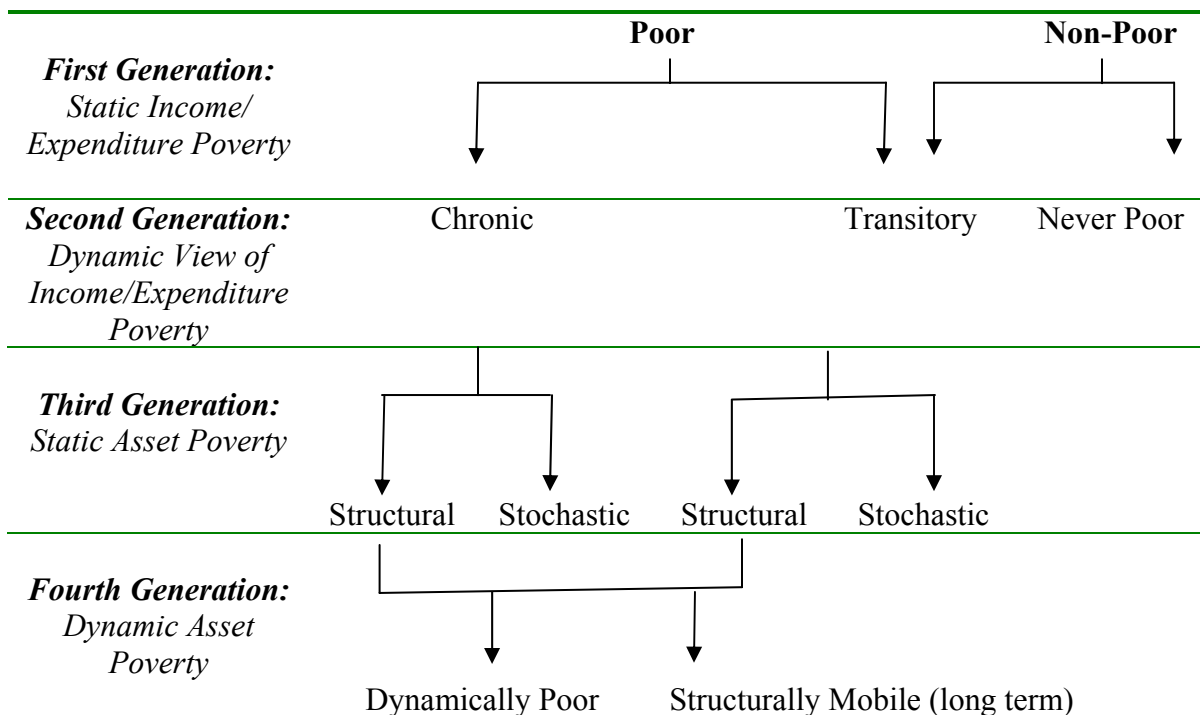 Poor Non-Poor
First Generation:
Static Income/
Expenditure Poverty
Second Generation:
Dynamic View of
Income/Expenditure
Poverty
Chronic Transitory Never Poor
Third Generation:
Static Asset Poverty
Structural Stochastic Structural Stochastic
Fourth Generation:
Dynamic Asset
Poverty
Dynamically Poor Structurally Mobile (long term)